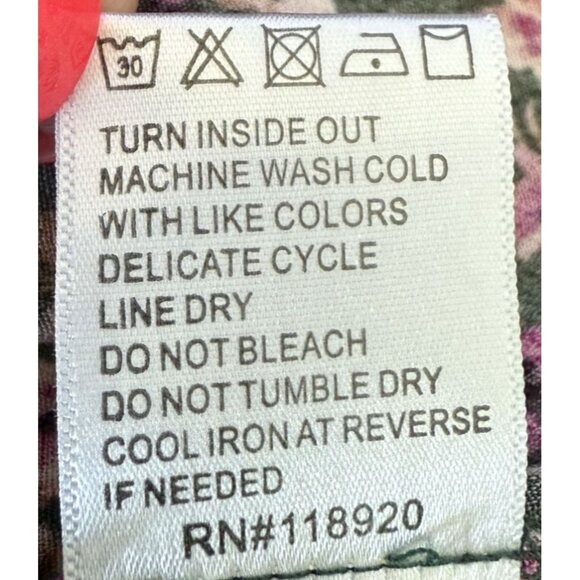 30
TURN INSIDE OUT
MACHINE WASH COLD
WITH LIKE COLORS
DELICATE CYCLE
LINE DRY
DO NOT BLEACH
DO NOT TUMBLE DRY
COOL IRON AT REVERSE
IF NEEDED
RN#118920